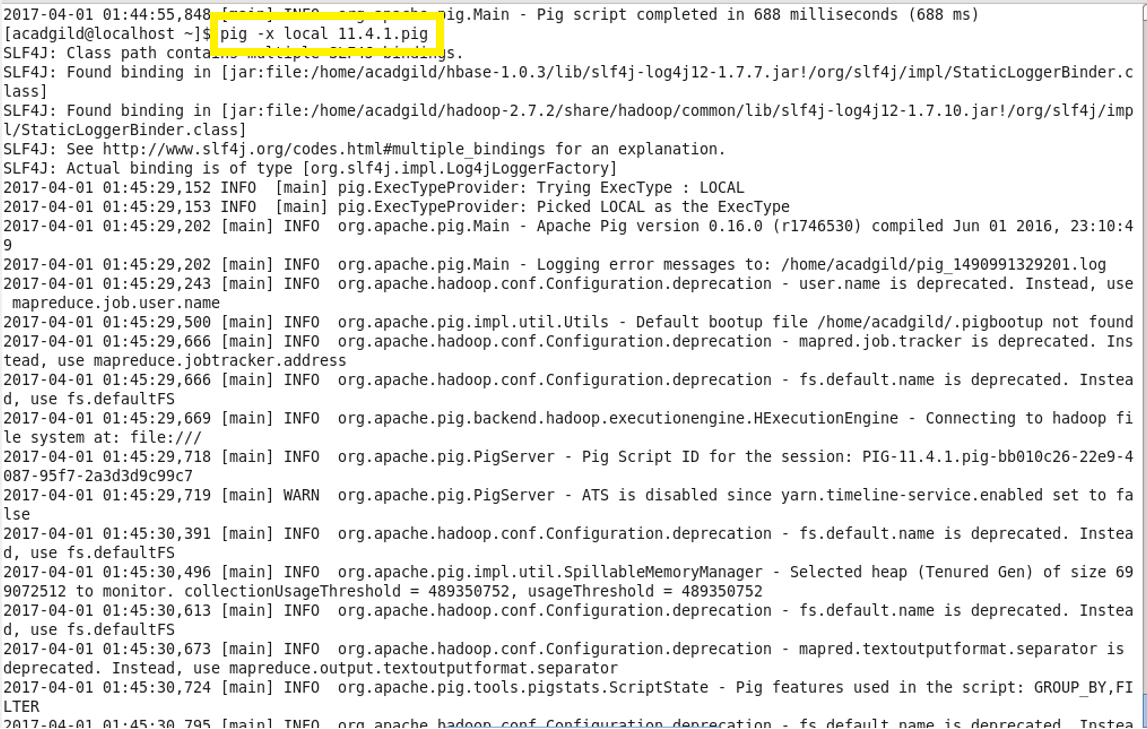 2017-04-01 01:44:55,848 [main] INFO  org.apache.pig.Main - Pig script completed in 688 milliseconds (688 ms)
[acadgild@localhost ~]$ pig -x local 11.4.1.pig
SLF4J: Class path contains multiple SLF4J bindings.
SLF4J: Found binding in [jar:file:/home/acadgild/hbase-1.0.3/lib/slf4j-log4j12-1.7.7.jar!/org/slf4j/impl/StaticLoggerBinder.c
lass]
SLF4J: Found binding in [jar:file:/home/acadgild/hadoop-2.7.2/share/hadoop/common/lib/slf4j-log4j12-1.7.10.jar!/org/slf4j/imp
l/StaticLoggerBinder.class]
SLF4J: See http://www.slf4j.org/codes.html#multiple_bindings for an explanation.
SLF4J: Actual binding is of type [org.slf4j.impl.Log4jLoggerFactory]
2017-04-01 01:45:29,152 INFO  [main] pig.ExecTypeProvider: Trying ExecType : LOCAL
2017-04-01 01:45:29,153 INFO  [main] pig.ExecTypeProvider: Picked LOCAL as the ExecType
2017-04-01 01:45:29,202 [main] INFO  org.apache.pig.Main - Apache Pig version 0.16.0 (r1746530) compiled Jun 01 2016, 23:10:4
9
2017-04-01 01:45:29,202 [main] INFO  org.apache.pig.Main - Logging error messages to: /home/acadgild/pig_1490991329201.log
2017-04-01 01:45:29,243 [main] INFO  org.apache.hadoop.conf.Configuration.deprecation - user.name is deprecated. Instead, use
 mapreduce.job.user.name
2017-04-01 01:45:29,500 [main] INFO  org.apache.pig.impl.util.Utils - Default bootup file /home/acadgild/.pigbootup not found
2017-04-01 01:45:29,666 [main] INFO  org.apache.hadoop.conf.Configuration.deprecation - mapred.job.tracker is deprecated. Ins
tead, use mapreduce.jobtracker.address
2017-04-01 01:45:29,666 [main] INFO  org.apache.hadoop.conf.Configuration.deprecation - fs.default.name is deprecated. Instea
d, use fs.defaultFS
2017-04-01 01:45:29,669 [main] INFO  org.apache.pig.backend.hadoop.executionengine.HExecutionEngine - Connecting to hadoop fi
le system at: file:///
2017-04-01 01:45:29,718 [main] INFO  org.apache.pig.PigServer - Pig Script ID for the session: PIG-11.4.1.pig-bb010c26-22e9-4
087-95f7-2a3d3d9c99c7
2017-04-01 01:45:29,719 [main] WARN  org.apache.pig.PigServer - ATS is disabled since yarn.timeline-service.enabled set to fa
lse
2017-04-01 01:45:30,391 [main] INFO  org.apache.hadoop.conf.Configuration.deprecation - fs.default.name is deprecated. Instea
d, use fs.defaultFS
2017-04-01 01:45:30,496 [main] INFO  org.apache.pig.impl.util.SpillableMemoryManager - Selected heap (Tenured Gen) of size 69
9072512 to monitor. collectionUsageThreshold = 489350752, usageThreshold = 489350752
2017-04-01 01:45:30,613 [main] INFO  org.apache.hadoop.conf.Configuration.deprecation - fs.default.name is deprecated. Instea
d, use fs.defaultFS
2017-04-01 01:45:30,673 [main] INFO  org.apache.hadoop.conf.Configuration.deprecation - mapred.textoutputformat.separator is
deprecated. Instead, use mapreduce.output.textoutputformat.separator
2017-04-01 01:45:30,724 [main] INFO  org.apache.pig.tools.pigstats.ScriptState - Pig features used in the script: GROUP_BY,FI
LTER
2017-04-01 01:45:30,795 [main] INFO  org.apache.hadoop.conf.Configuration.deprecation - fs.default.name is deprecated. Instea